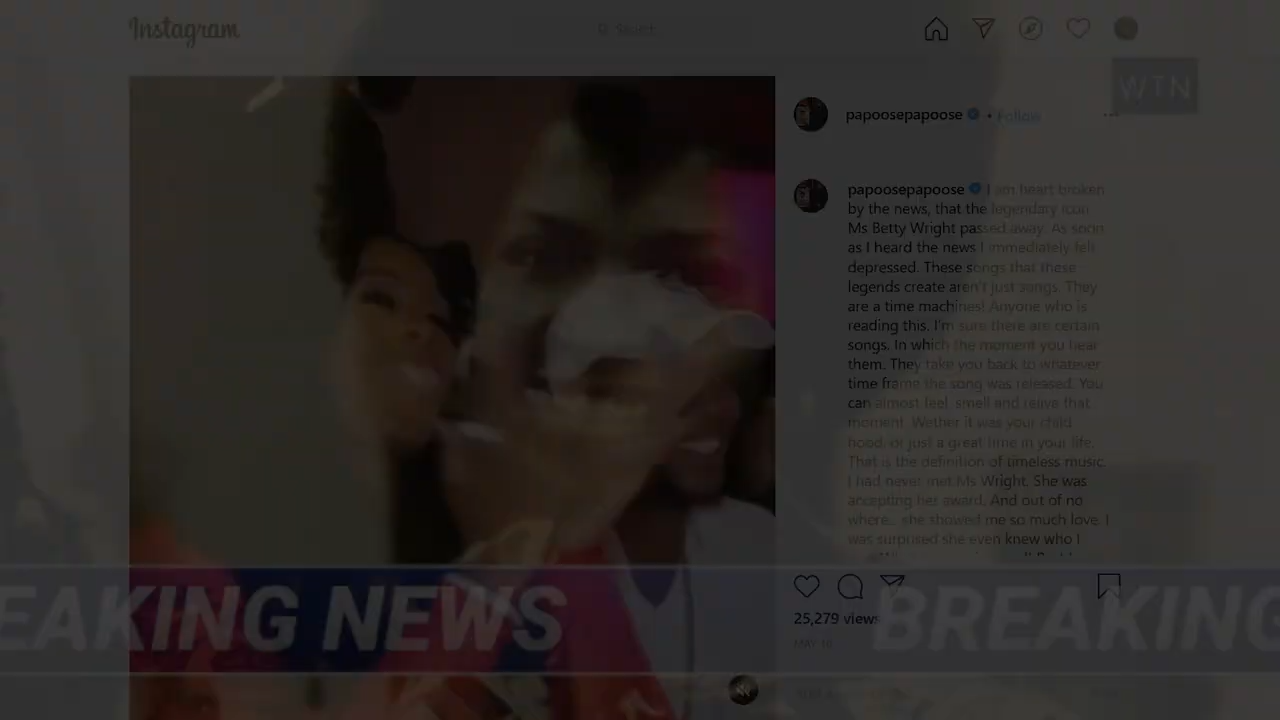 Instagram
Search
WTN
papoosepapoose • Follow
papoosepapoose I am heart broken
by the news, that the legendary icon
Ms Betty Wright passed away. As soon
as I heard the news I immediately felt
depressed. These songs that these
legends create aren't just songs. They
are a time machines! Anyone who is
reading this. I'm sure there are certain
songs. In which the moment you hear
them. They take you back to whatever
time frame the song was released. You
can almost feel, smell and relive that
moment. Wether it was your child
hood, or just a great time in your life.
That is the definition of timeless music.
I had never met Ms Wright. She was
accepting her award. And out of no
where.. she showed me so much love. I
was surprised she even knew who I
25,279 views
MAY 10
EAKING NEWS
BREAKING